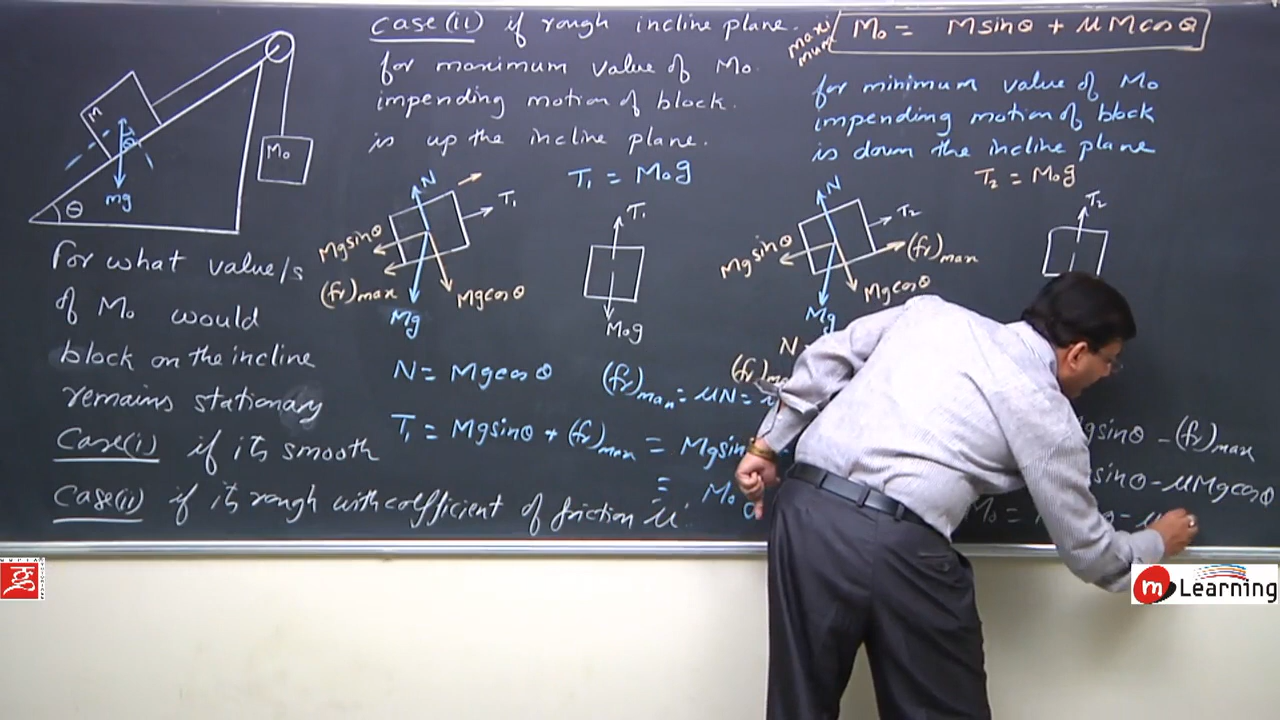 M
Mo
Mg
θ
For what value/s
of Mo would
block on the incline
remains stationary
Case(i) if its smooth
Case(ii) if its rough with coefficient of friction 'μ'.
Case(ii) if rough incline plane.
for maximum value of Mo.
impending motion of block.
is up the incline plane.
T₁ = Mog
N
T₁
Mgsinθ
(fr)max
Mg
Mgcosθ
T₁
Mog
N = Mgcosθ
(fr)max = μN =
T₁ = Mgsinθ + (fr)max = Mgsin
= Mo
maximum
Mo = Msinθ + μMcosθ
for minimum value of Mo
impending motion of block
is down the incline plane
T₂ = Mog
N
T₂
Mgsinθ
(fr)max
Mg
Mgcosθ
T₂
N
gsinθ - (fr)max
sinθ - μMgcosθ
Mo =
- μ
ह
m Learning